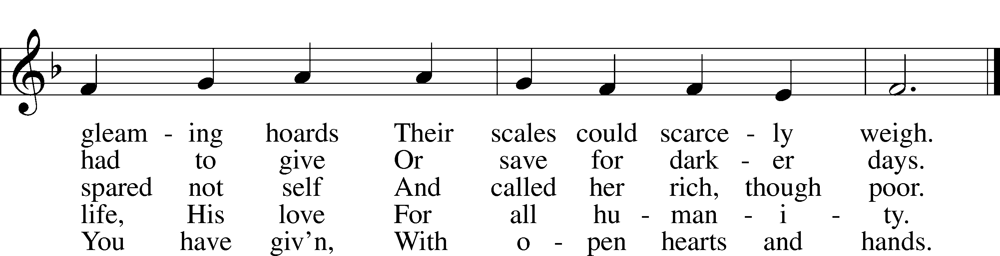 gleam - ing hoards Their scales could scarce - ly weigh.
had to give Or save for dark - er days.
spared not self And called her rich, though poor.
life, His love For all hu - man - i - ty.
You have giv’n, With o - pen hearts and hands.